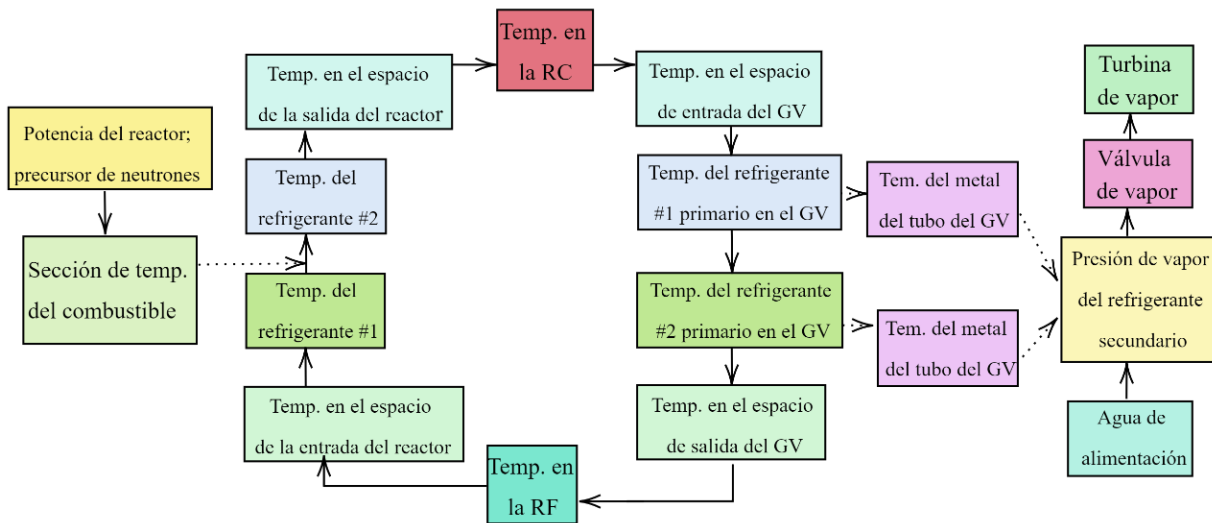 Potencia del reactor;
precursor de neutrones
Sección de temp.
del combustible
Temp. en el espacio
de la salida del reactor
Temp. del
refrigerante #2
Temp. del
refrigerante #1
Temp. en el espacio
de la entrada del reactor
Temp. en
la RC
Temp. en
la RF
Temp. en el espacio
de entrada del GV
Temp. del refrigerante
#1 primario en el GV
Temp. del refrigerante
#2 primario en el GV
Temp. en el espacio
de salida del GV
Tem. del metal
del tubo del GV
Tem. del metal
del tubo del GV
Turbina
de vapor
Válvula
de vapor
Presión de vapor
del refrigerante
secundario
Agua de
alimentación